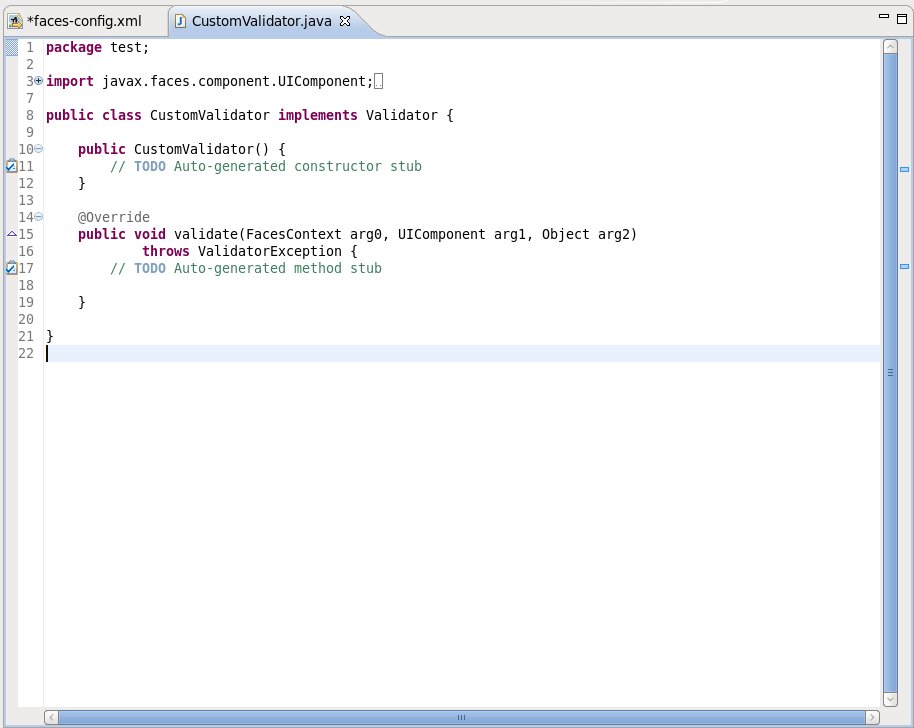 *faces-config.xml CustomValidator.java
1 package test;
2
3 import javax.faces.component.UIComponent;
7
8 public class CustomValidator implements Validator {
9
10 public CustomValidator() {
11 // TODO Auto-generated constructor stub
12 }
13
14 @Override
15 public void validate(FacesContext arg0, UIComponent arg1, Object arg2)
16 throws ValidatorException {
17 // TODO Auto-generated method stub
18
19 }
20
21 }
22